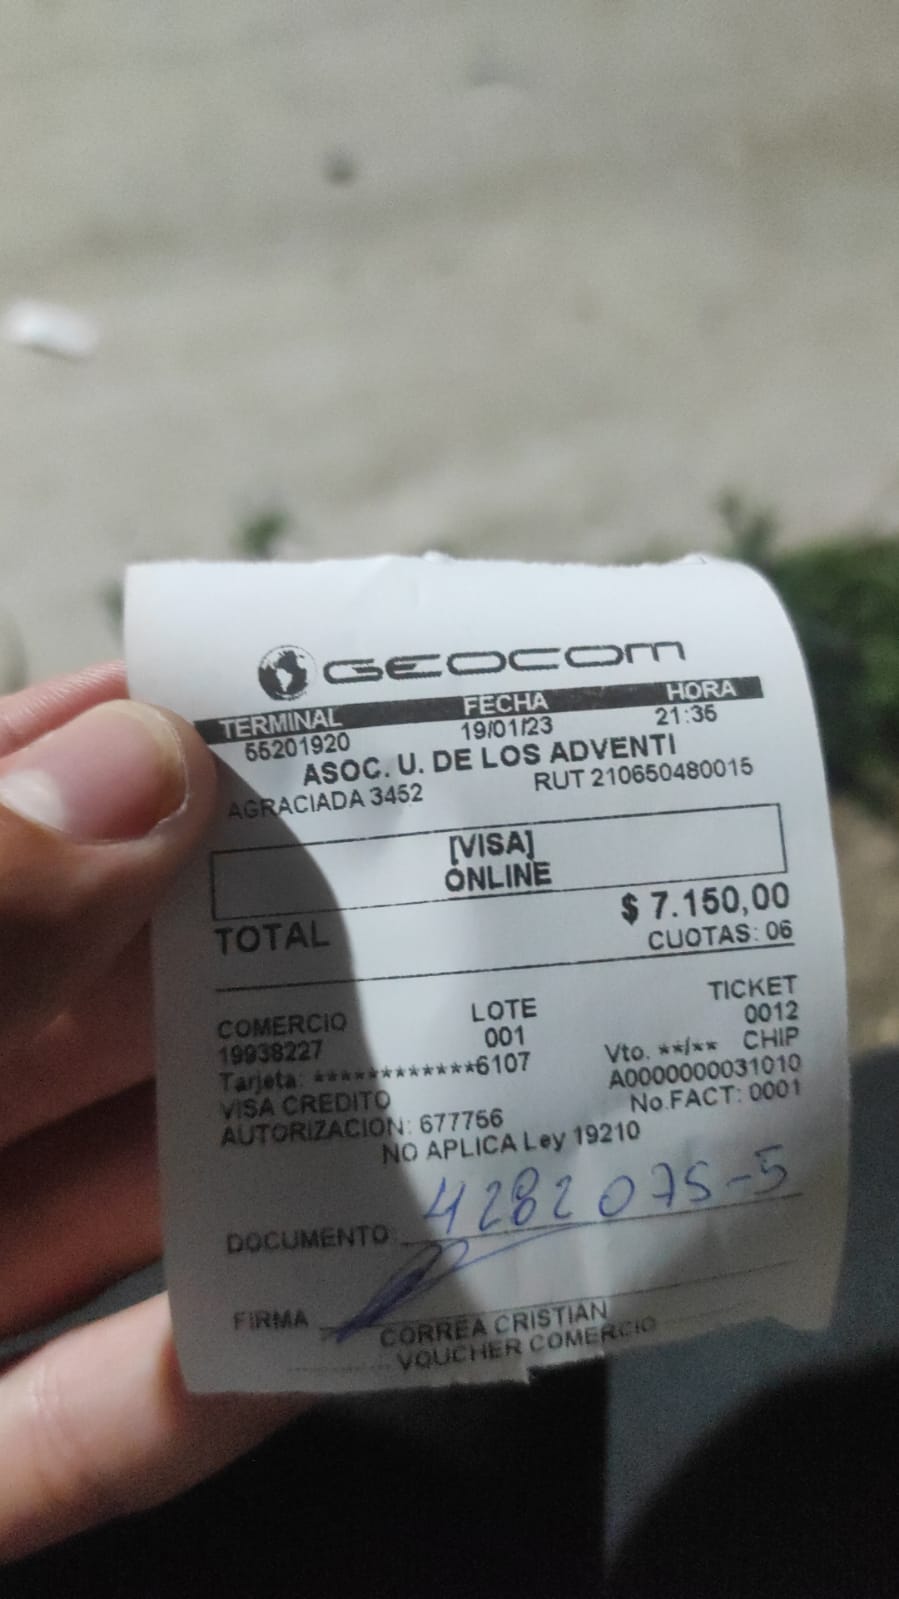 GEOCOM
TERMINAL FECHA HORA
55201920 19/01/23 21:35
ASOC. U. DE LOS ADVENTI
AGRACIADA 3452 RUT 210650480015
[VISA]
ONLINE
TOTAL $ 7.150,00
CUOTAS: 06
COMERCIO LOTE TICKET
19938227 001 0012
Tarjeta: ************6107 Vto. **/** CHIP
VISA CREDITO A0000000031010
AUTORIZACION: 677756 No.FACT: 0001
NO APLICA Ley 19210
DOCUMENTO: 4282075-5
FIRMA
CORREA CRISTIAN
VOUCHER COMERCIO